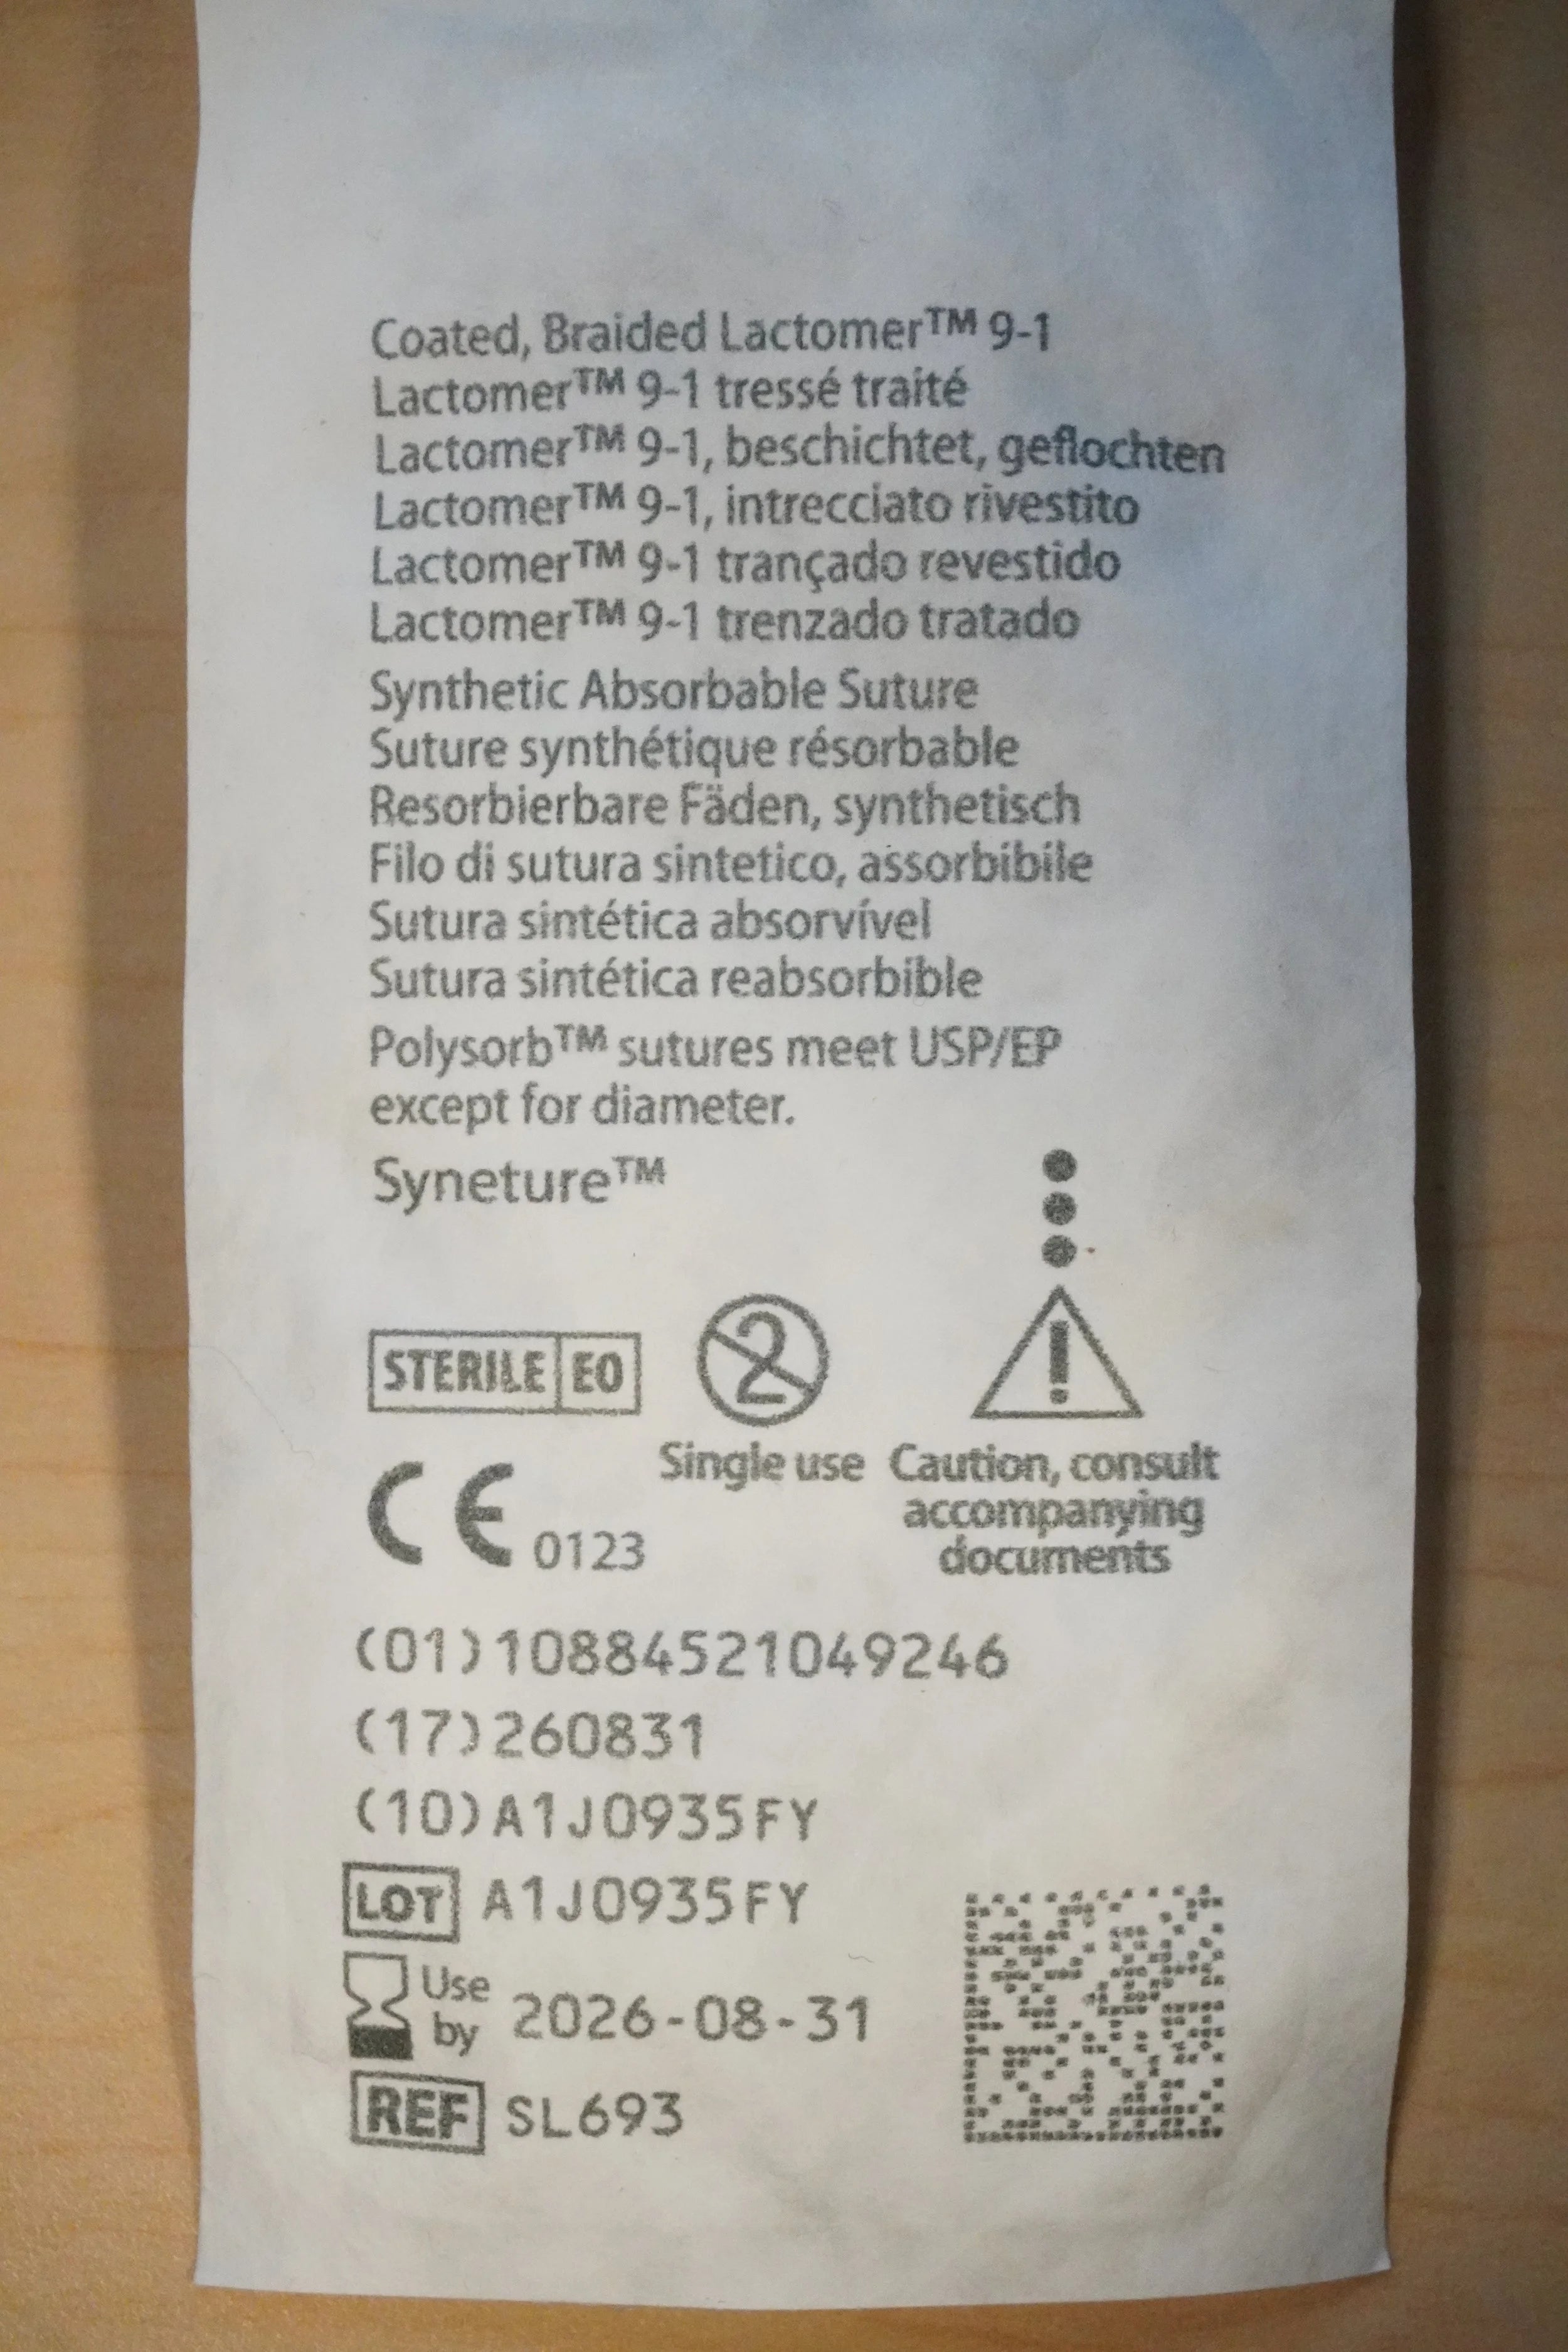 Coated, Braided Lactomer™ 9-1
Lactomer™ 9-1 tressé traité
Lactomer™ 9-1, beschichtet, geflochten
Lactomer™ 9-1, intrecciato rivestito
Lactomer™ 9-1 trançado revestido
Lactomer™ 9-1 trenzado tratado
Synthetic Absorbable Suture
Suture synthétique résorbable
Resorbierbare Fäden, synthetisch
Filo di sutura sintetico, assorbibile
Sutura sintética absorvível
Sutura sintética reabsorbible
Polysorb™ sutures meet USP/EP
except for diameter.
Syneture™
STERILE EO
2
!
Single use
Caution, consult
accompanying
documents
CE 0123
(01)10884521049246
(17)260831
(10)A1J0935FY
LOT A1J0935FY
Use by 2026-08-31
REF SL693